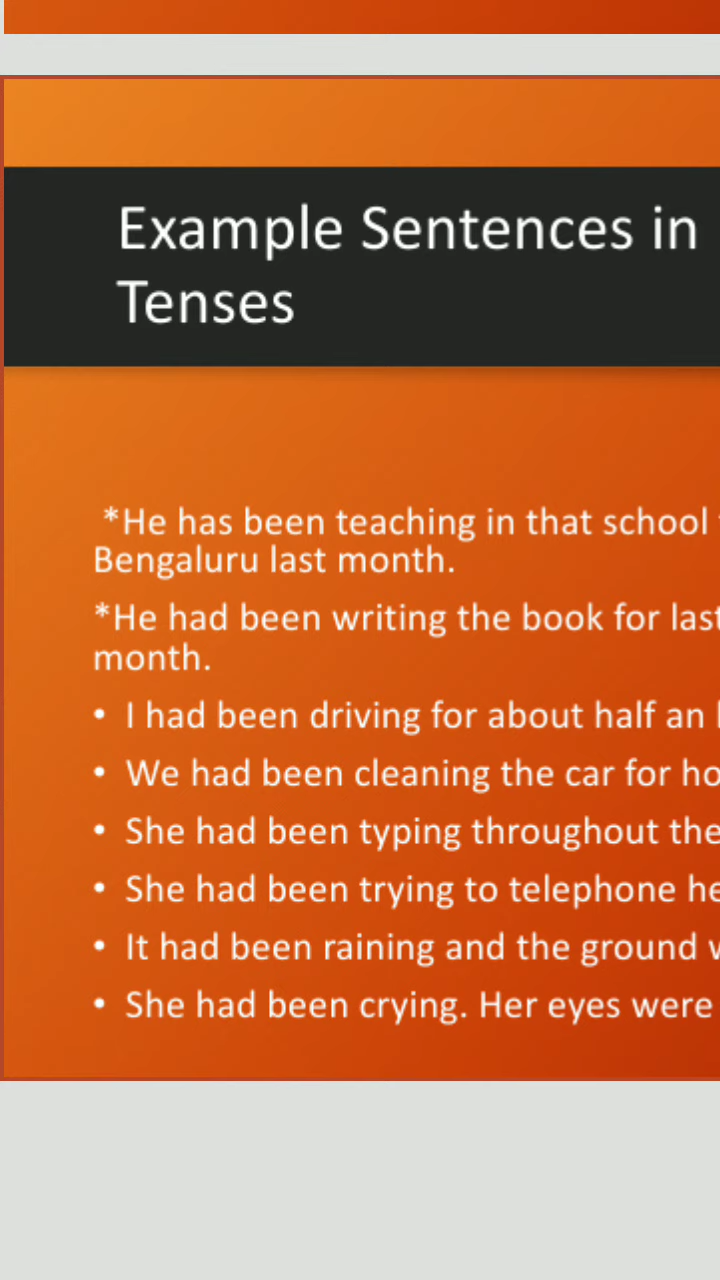 Example Sentences in
Tenses
*He has been teaching in that school
Bengaluru last month.
*He had been writing the book for last
month.
• I had been driving for about half an
• We had been cleaning the car for
• She had been typing throughout the
• She had been trying to telephone
• It had been raining and the ground
• She had been crying. Her eyes were